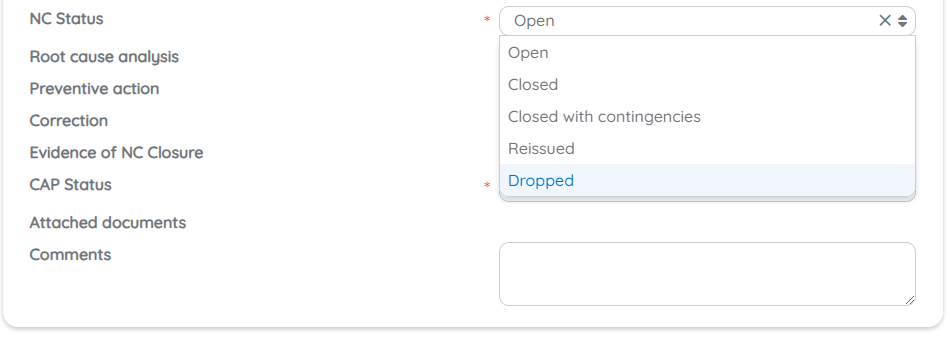 NC Status * Open
Open
Root cause analysis
Closed
Preventive action
Closed with contingencies
Correction
Reissued
Evidence of NC Closure
Dropped
CAP Status *
Attached documents
Comments